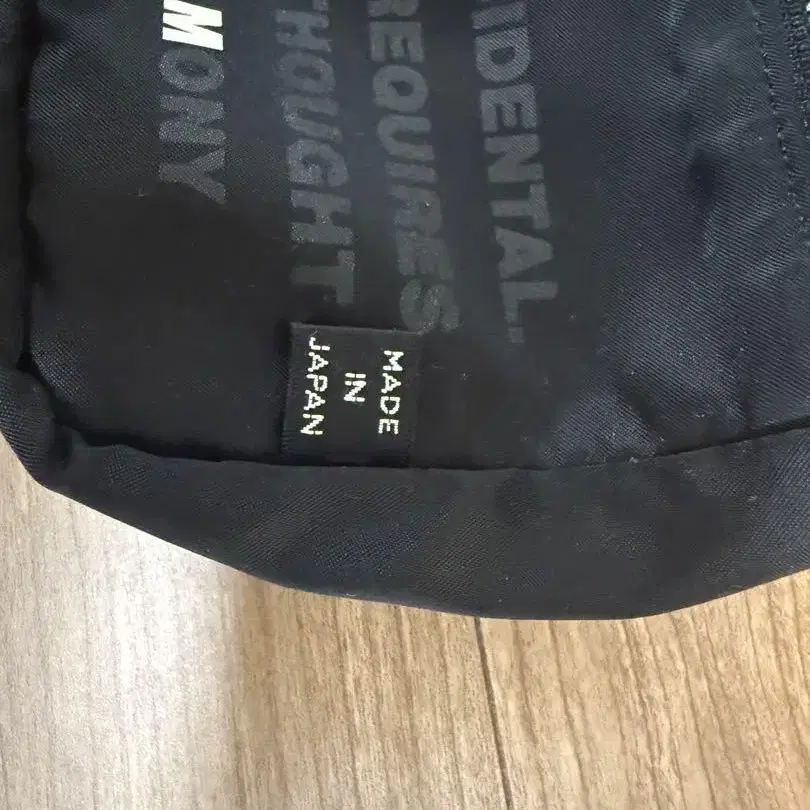 IDENTAL.
REQUIRES
THOUGHT
MONY
MADE
IN
JAPAN